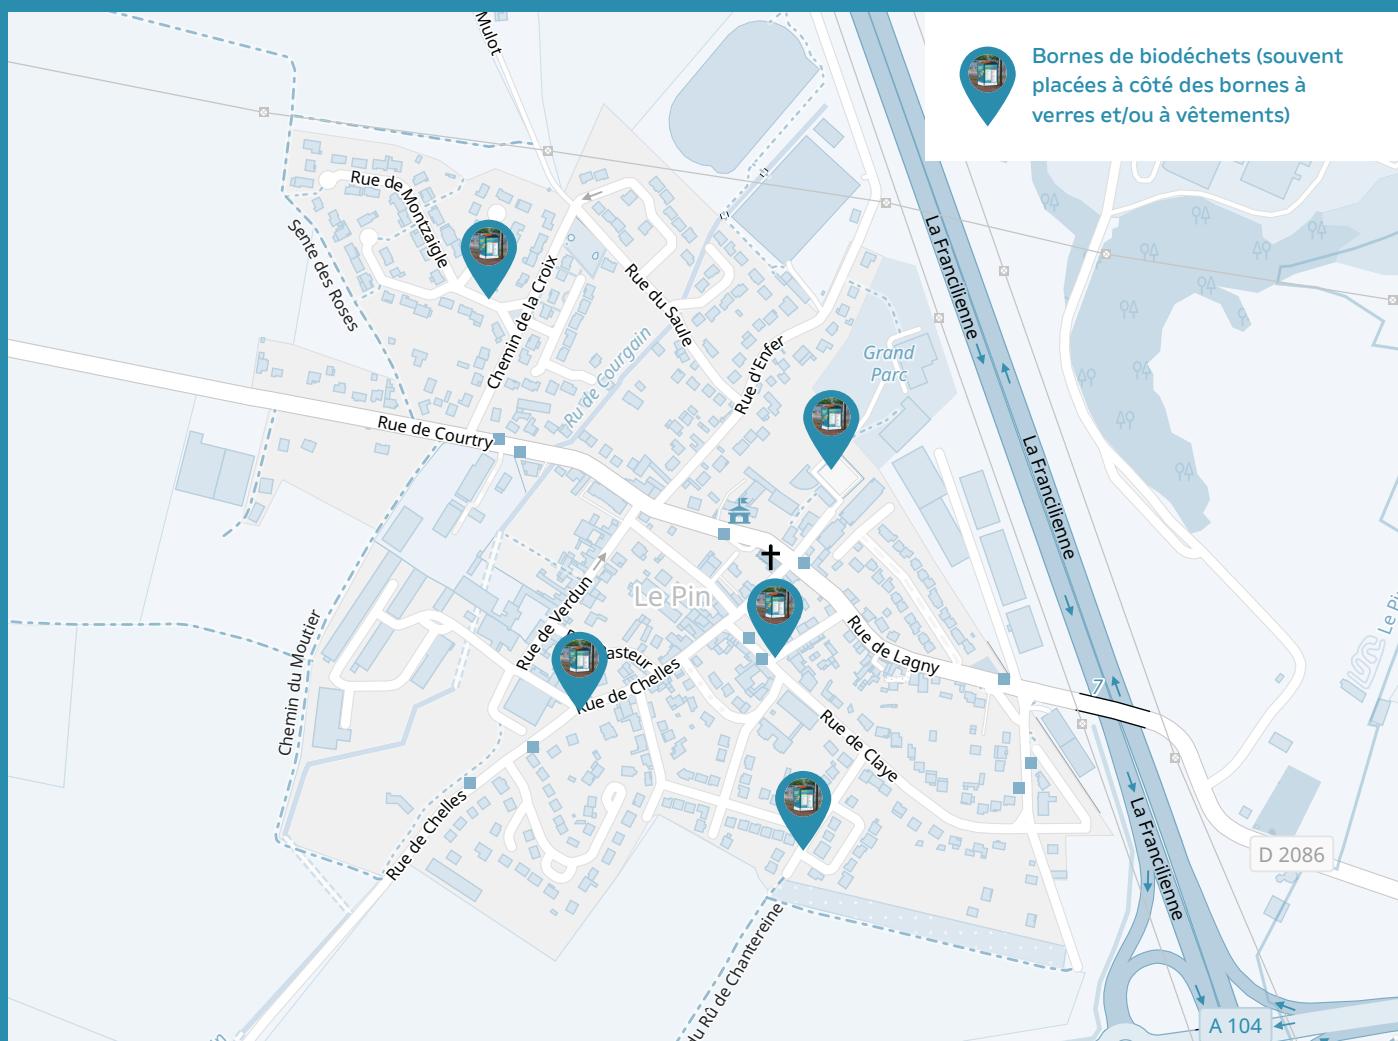 Bornes de biodéchets (souvent
placées à côté des bornes à
verres et/ou à vêtements)
Mulot
Rue de Montzaigle
Sente des Roses
Chemin de la Croix
Rue du Saule
Ru de Courgain
Rue d'Enfer
Grand
Parc
La Francilienne
Rue de Courtry
La Francilienne
Le Pin
Rue de Verdun
asteur
Rue de Chelles
Rue de Lagny
Chemin du Moutier
7
Rue de Claye
Rue de Chelles
La Francilienne
D 2086
du Rû de Chantereine
A 104